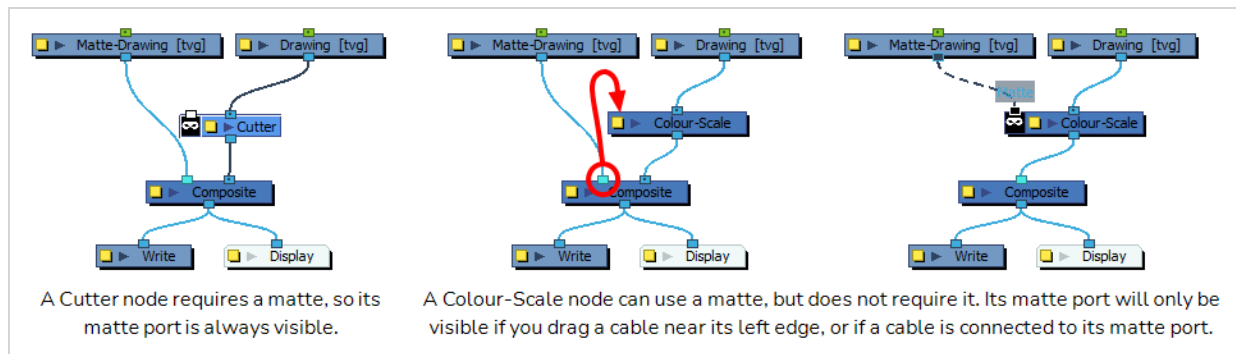 Matte-Drawing [tvg]
Drawing [tvg]
Cutter
Composite
Write
Display
A Cutter node requires a matte, so its
matte port is always visible.
Matte-Drawing [tvg]
Drawing [tvg]
Colour-Scale
Composite
Write
Display
Matte-Drawing [tvg]
Drawing [tvg]
Matte
Colour-Scale
Composite
Write
Display
A Colour-Scale node can use a matte, but does not require it. Its matte port will only be
visible if you drag a cable near its left edge, or if a cable is connected to its matte port.